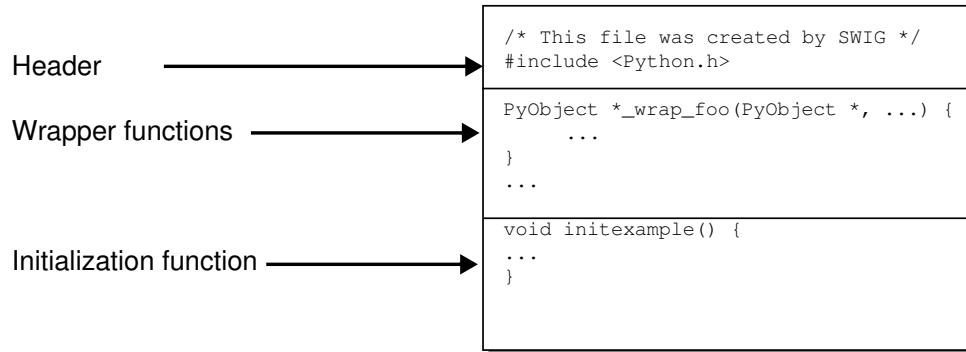 Header
/* This file was created by SWIG */
#include <Python.h>
Wrapper functions
PyObject *_wrap_foo(PyObject *, ...) {
...
}
...
Initialization function
void initexample() {
...
}